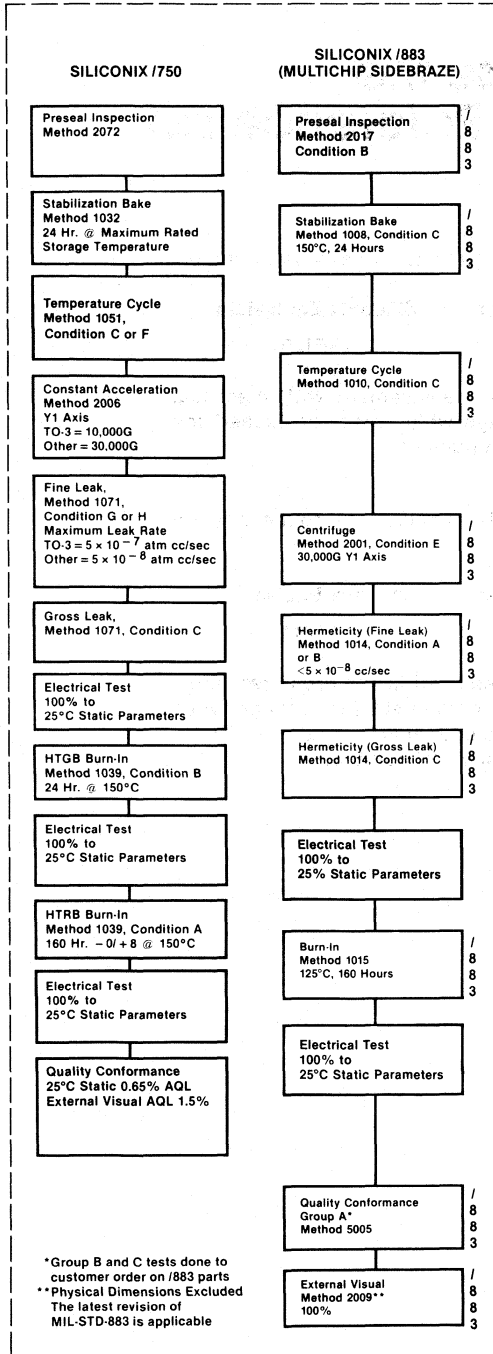 SILICONIX /750
Preseal Inspection
Method 2072
Stabilization Bake
Method 1032
24 Hr. @ Maximum Rated
Storage Temperature
Temperature Cycle
Method 1051,
Condition C or F
Constant Acceleration
Method 2006
Y1 Axis
TO-3 = 10,000G
Other = 30,000G
Fine Leak,
Method 1071,
Condition G or H
Maximum Leak Rate
TO-3 = 5 × 10⁻⁷ atm cc/sec
Other = 5 × 10⁻⁸ atm cc/sec
Gross Leak,
Method 1071, Condition C
Electrical Test
100% to
25°C Static Parameters
HTGB Burn-In
Method 1039, Condition B
24 Hr. @ 150°C
Electrical Test
100% to
25°C Static Parameters
HTRB Burn-In
Method 1039, Condition A
160 Hr. -0/+8 @ 150°C
Electrical Test
100% to
25°C Static Parameters
Quality Conformance
25°C Static 0.65% AQL
External Visual AQL 1.5%
*Group B and C tests done to
customer order on /883 parts
**Physical Dimensions Excluded
The latest revision of
MIL-STD-883 is applicable
SILICONIX /883
(MULTICHIP SIDEBRAZE)
Preseal Inspection
Method 2017
Condition B
/
8
8
3
Stabilization Bake
Method 1008, Condition C
150°C, 24 Hours
/
8
8
3
Temperature Cycle
Method 1010, Condition C
/
8
8
3
Centrifuge
Method 2001, Condition E
30,000G Y1 Axis
/
8
8
3
Hermeticity (Fine Leak)
Method 1014, Condition A
or B
<5 × 10⁻⁸ cc/sec
/
8
8
3
Hermeticity (Gross Leak)
Method 1014, Condition C
/
8
8
3
Electrical Test
100% to
25% Static Parameters
Burn-In
Method 1015
125°C, 160 Hours
/
8
8
3
Electrical Test
100% to
25°C Static Parameters
Quality Conformance
Group A*
Method 5005
/
8
8
3
External Visual
Method 2009**
100%
/
8
8
3